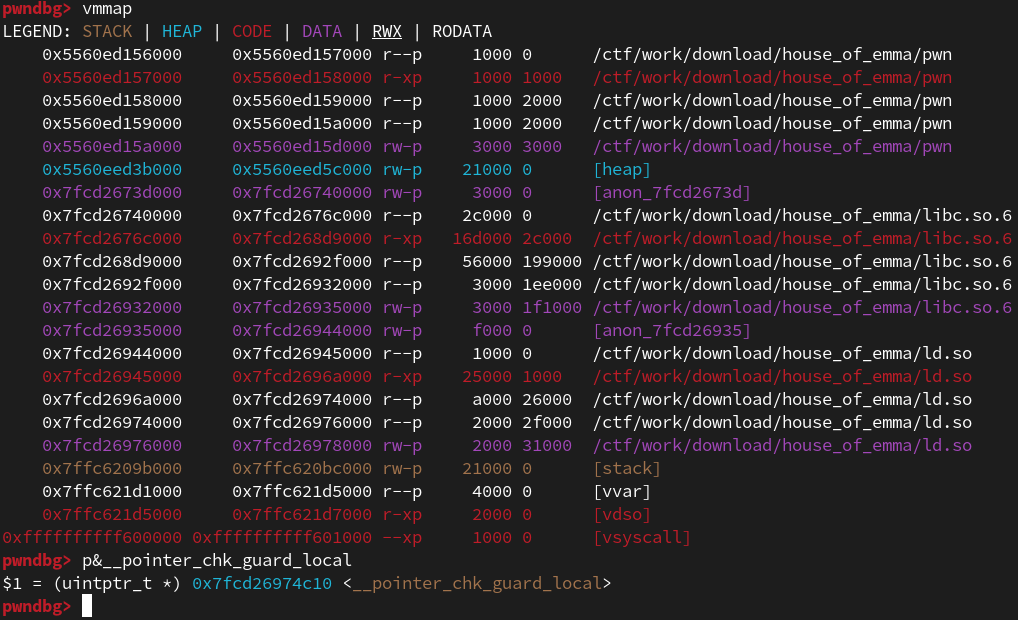 pwndbg> vmmap
LEGEND: STACK | HEAP | CODE | DATA | RWX | RODATA
0x5560ed156000 0x5560ed157000 r--p 1000 0 /ctf/work/download/house_of_emma/pwn
0x5560ed157000 0x5560ed158000 r-xp 1000 1000 /ctf/work/download/house_of_emma/pwn
0x5560ed158000 0x5560ed159000 r--p 1000 2000 /ctf/work/download/house_of_emma/pwn
0x5560ed159000 0x5560ed15a000 r--p 1000 2000 /ctf/work/download/house_of_emma/pwn
0x5560ed15a000 0x5560ed15d000 rw-p 3000 3000 /ctf/work/download/house_of_emma/pwn
0x5560eed3b000 0x5560eed5c000 rw-p 21000 0 [heap]
0x7fcd2673d000 0x7fcd26740000 rw-p 3000 0 [anon_7fcd2673d]
0x7fcd26740000 0x7fcd2676c000 r--p 2c000 0 /ctf/work/download/house_of_emma/libc.so.6
0x7fcd2676c000 0x7fcd268d9000 r-xp 16d000 2c000 /ctf/work/download/house_of_emma/libc.so.6
0x7fcd268d9000 0x7fcd2692f000 r--p 56000 199000 /ctf/work/download/house_of_emma/libc.so.6
0x7fcd2692f000 0x7fcd26932000 r--p 3000 1ee000 /ctf/work/download/house_of_emma/libc.so.6
0x7fcd26932000 0x7fcd26935000 rw-p 3000 1f1000 /ctf/work/download/house_of_emma/libc.so.6
0x7fcd26935000 0x7fcd26944000 rw-p f000 0 [anon_7fcd26935]
0x7fcd26944000 0x7fcd26945000 r--p 1000 0 /ctf/work/download/house_of_emma/ld.so
0x7fcd26945000 0x7fcd2696a000 r-xp 25000 1000 /ctf/work/download/house_of_emma/ld.so
0x7fcd2696a000 0x7fcd26974000 r--p a000 26000 /ctf/work/download/house_of_emma/ld.so
0x7fcd26974000 0x7fcd26976000 r--p 2000 2f000 /ctf/work/download/house_of_emma/ld.so
0x7fcd26976000 0x7fcd26978000 rw-p 2000 31000 /ctf/work/download/house_of_emma/ld.so
0x7ffc6209b000 0x7ffc620bc000 rw-p 21000 0 [stack]
0x7ffc621d1000 0x7ffc621d5000 r--p 4000 0 [vvar]
0x7ffc621d5000 0x7ffc621d7000 r-xp 2000 0 [vdso]
0xffffffffff600000 0xffffffffff601000 --xp 1000 0 [vsyscall]
pwndbg> p&__pointer_chk_guard_local
$1 = (uintptr_t *) 0x7fcd26974c10 <__pointer_chk_guard_local>
pwndbg>